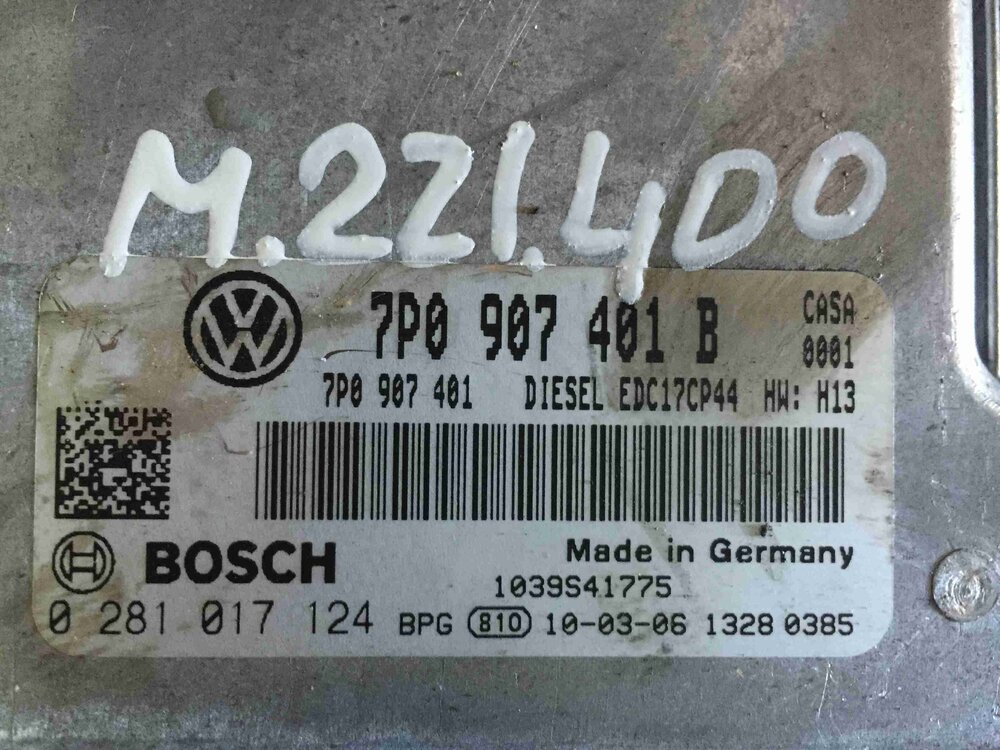 M.221.400
7P0 907 401 B
CASA
0001
7P0 907 401 DIESEL EDC17CP44 HW: H13
BOSCH
Made in Germany
1039S41775
0 281 017 124 BPG 810 10-03-06 1328 0385